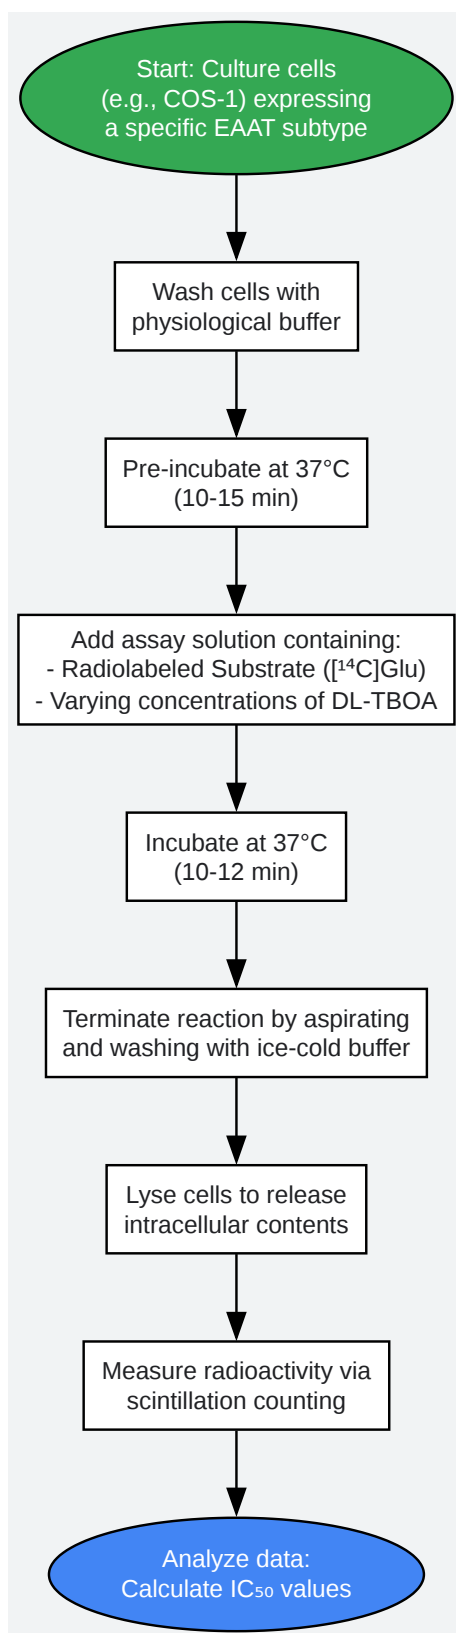 Start: Culture cells
(e.g., COS-1) expressing
a specific EAAT subtype
Wash cells with
physiological buffer
Pre-incubate at 37°C
(10-15 min)
Add assay solution containing:
- Radiolabeled Substrate ([¹⁴C]Glu)
- Varying concentrations of DL-TBOA
Incubate at 37°C
(10-12 min)
Terminate reaction by aspirating
and washing with ice-cold buffer
Lyse cells to release
intracellular contents
Measure radioactivity via
scintillation counting
Analyze data:
Calculate IC₅₀ values